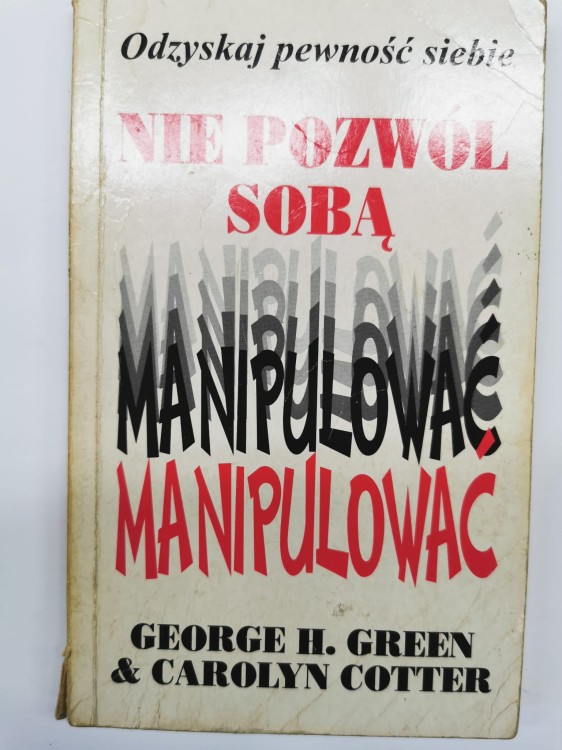 Odzyskaj pewność siebie
NIE POZWÓL
SOBĄ
MANIPULOWAĆ
MANIPULOWAĆ
MANIPULOWAĆ
GEORGE H. GREEN
& CAROLYN COTTER